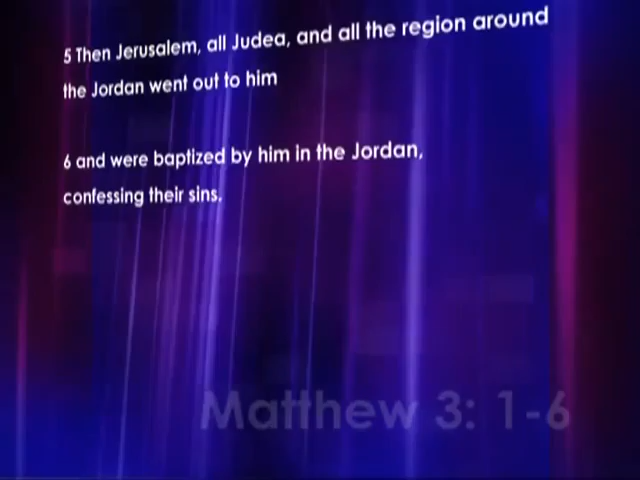 5 Then Jerusalem, all Judea, and all the region around
the Jordan went out to him
6 and were baptized by him in the Jordan,
confessing their sins.
Matthew 3: 1-6